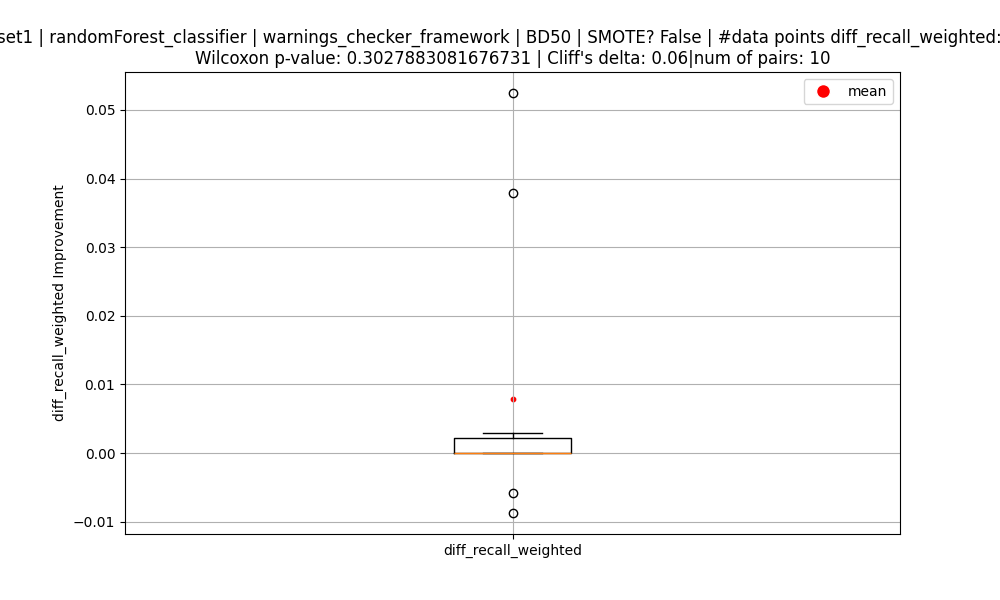 set1 | randomForest_classifier | warnings_checker_framework | BD50 | SMOTE? False | #data points diff_recall_weighted:
Wilcoxon p-value: 0.3027883081676731 | Cliff's delta: 0.06|num of pairs: 10
mean
0.05
0.04
0.03
0.02
0.01
0.00
−0.01
diff_recall_weighted Improvement
diff_recall_weighted